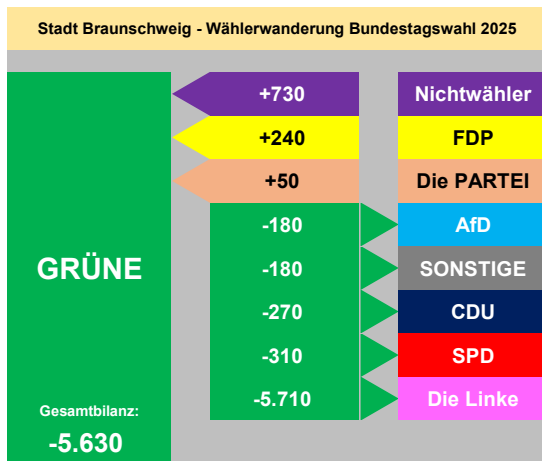 Stadt Braunschweig - Wählerwanderung Bundestagswahl 2025
+730 Nichtwähler
+240 FDP
+50 Die PARTEI
-180 AfD
GRÜNE -180 SONSTIGE
-270 CDU
-310 SPD
-5.710 Die Linke
Gesamtbilanz:
-5.630